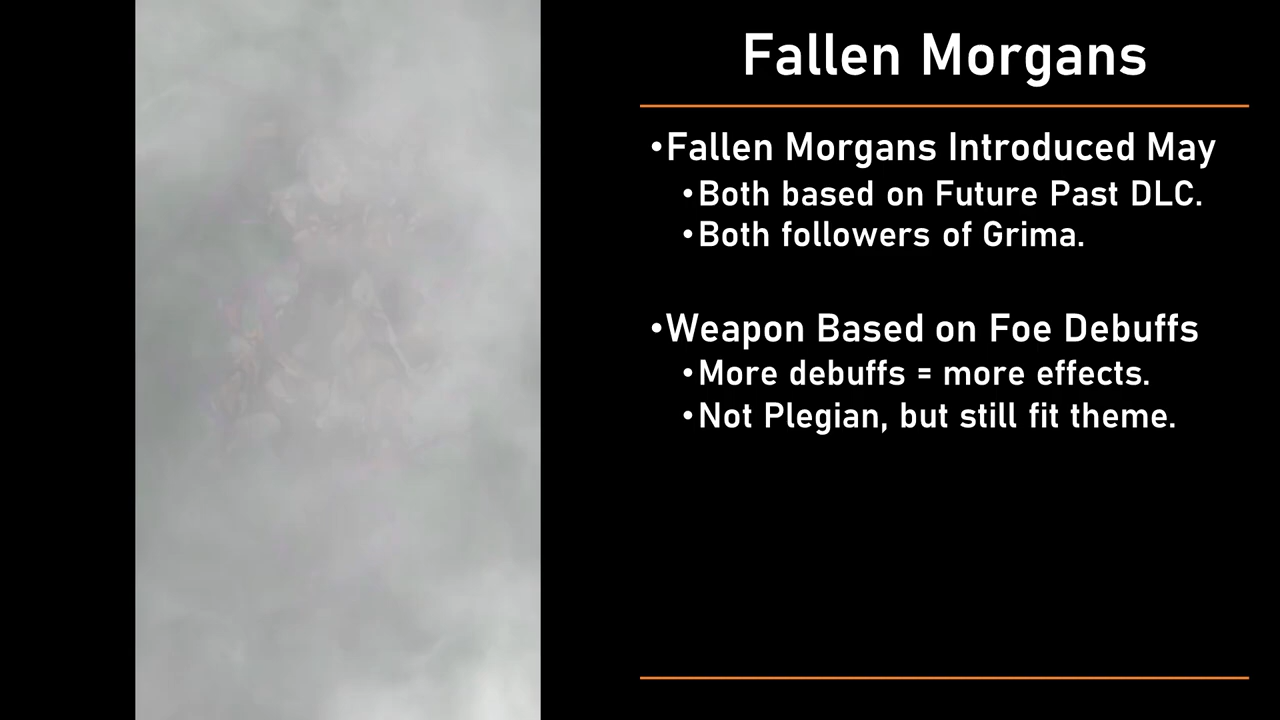 Fallen Morgans
•Fallen Morgans Introduced May
•Both based on Future Past DLC.
•Both followers of Grima.
•Weapon Based on Foe Debuffs
•More debuffs = more effects.
•Not Plegian, but still fit theme.